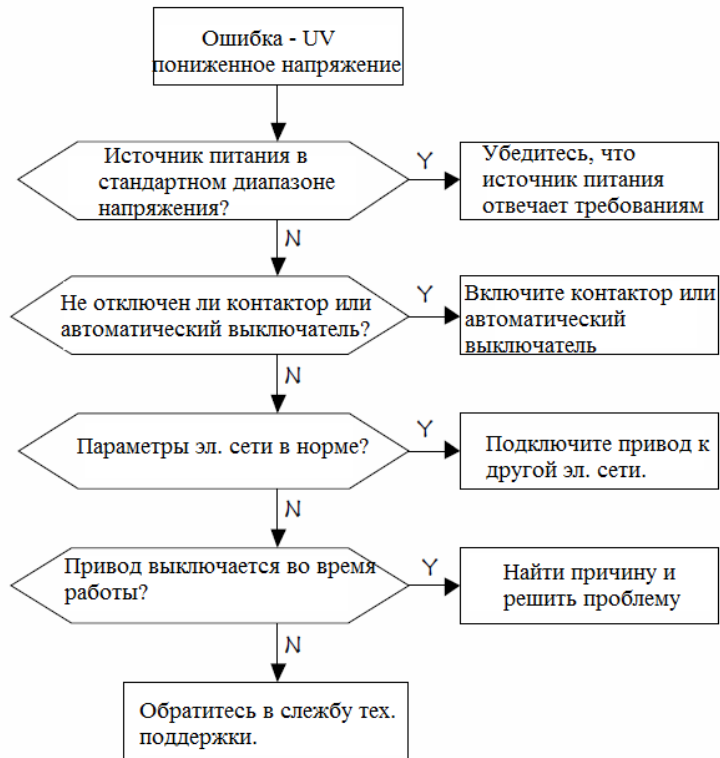 Ошибка - UV
пониженное напряжение
Источник питания в
стандартном диапазоне
напряжения?
Y
Убедитесь, что
источник питания
отвечает требованиям
N
Не отключен ли контактор или
автоматический выключатель?
Y
Включите контактор или
автоматический
выключатель
N
Параметры эл. сети в норме?
Y
Подключите привод к
другой эл. сети.
N
Привод выключается во время
работы?
Y
Найти причину и
решить проблему
N
Обратитесь в слежбу тех.
поддержки.